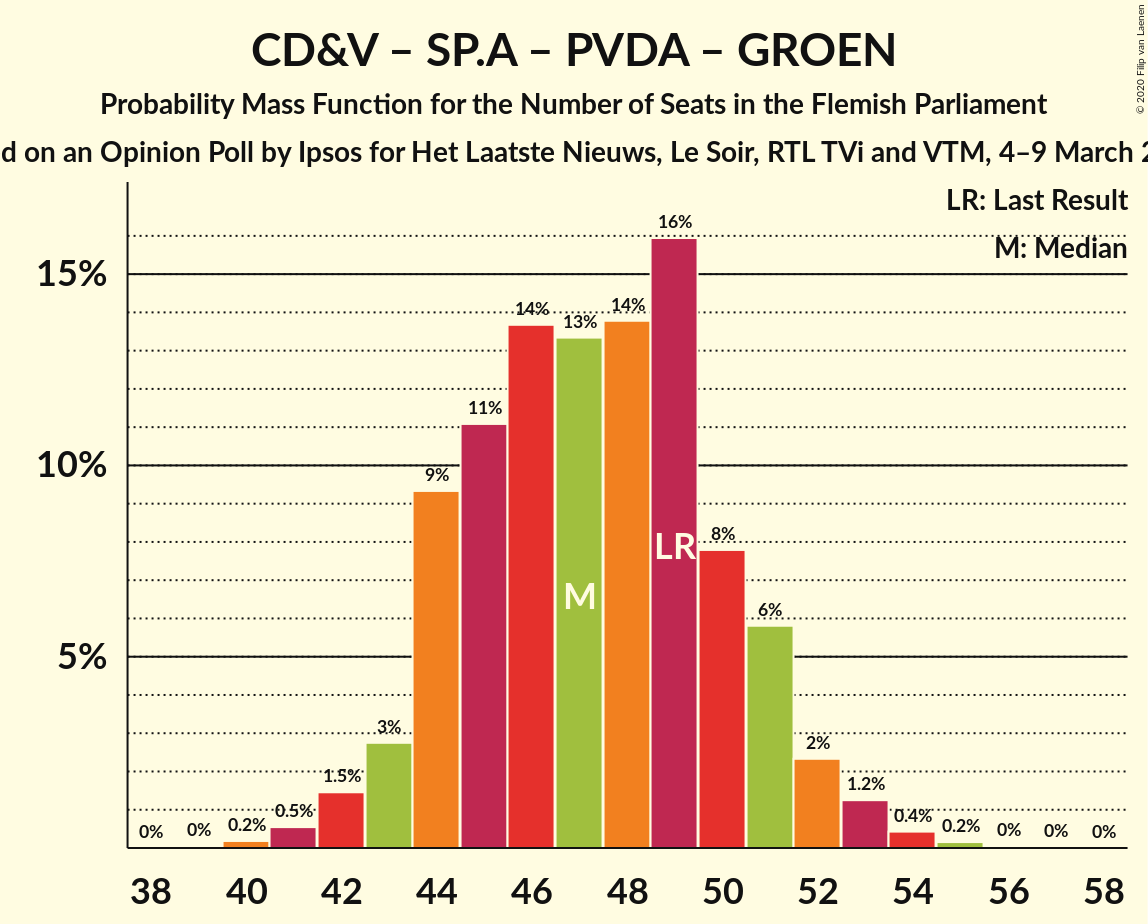 CD&V – SP.A – PVDA – GROEN
Probability Mass Function for the Number of Seats in the Flemish Parliament
d on an Opinion Poll by Ipsos for Het Laatste Nieuws, Le Soir, RTL TVi and VTM, 4–9 March 2
© 2020 Filip van Laenen
LR: Last Result
M: Median
15%
10%
5%
0% 0% 0.2% 0.5% 1.5% 3% 9% 11% 14% 13% 14% 16% 8% 6% 2% 1.2% 0.4% 0.2% 0% 0% 0%
LR
M
38 40 42 44 46 48 50 52 54 56 58